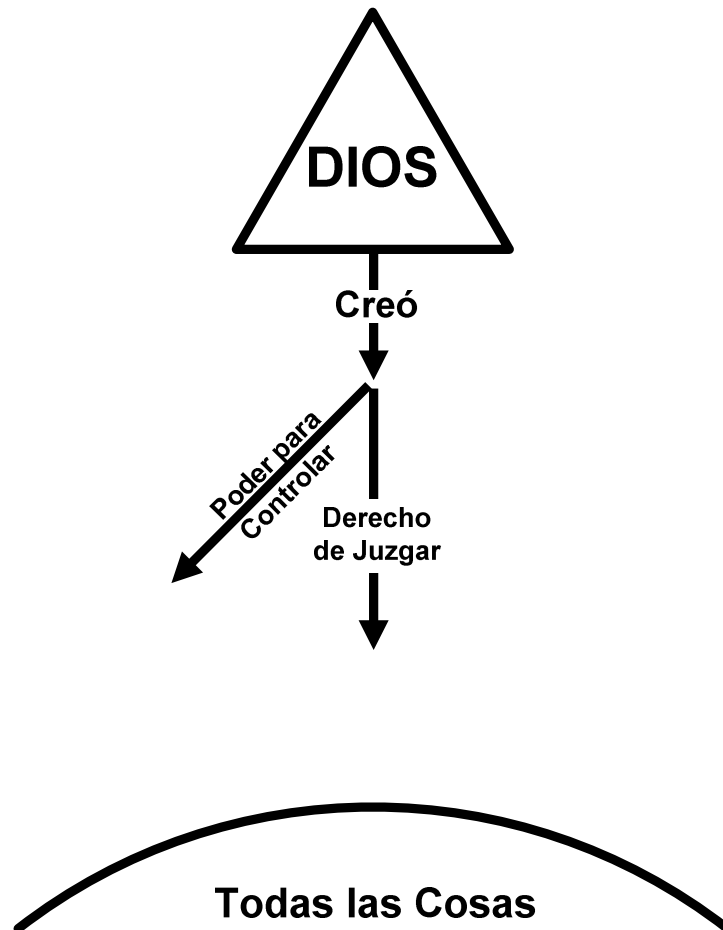 DIOS
Creó
Poder para
Controlar
Derecho
de Juzgar
Todas las Cosas